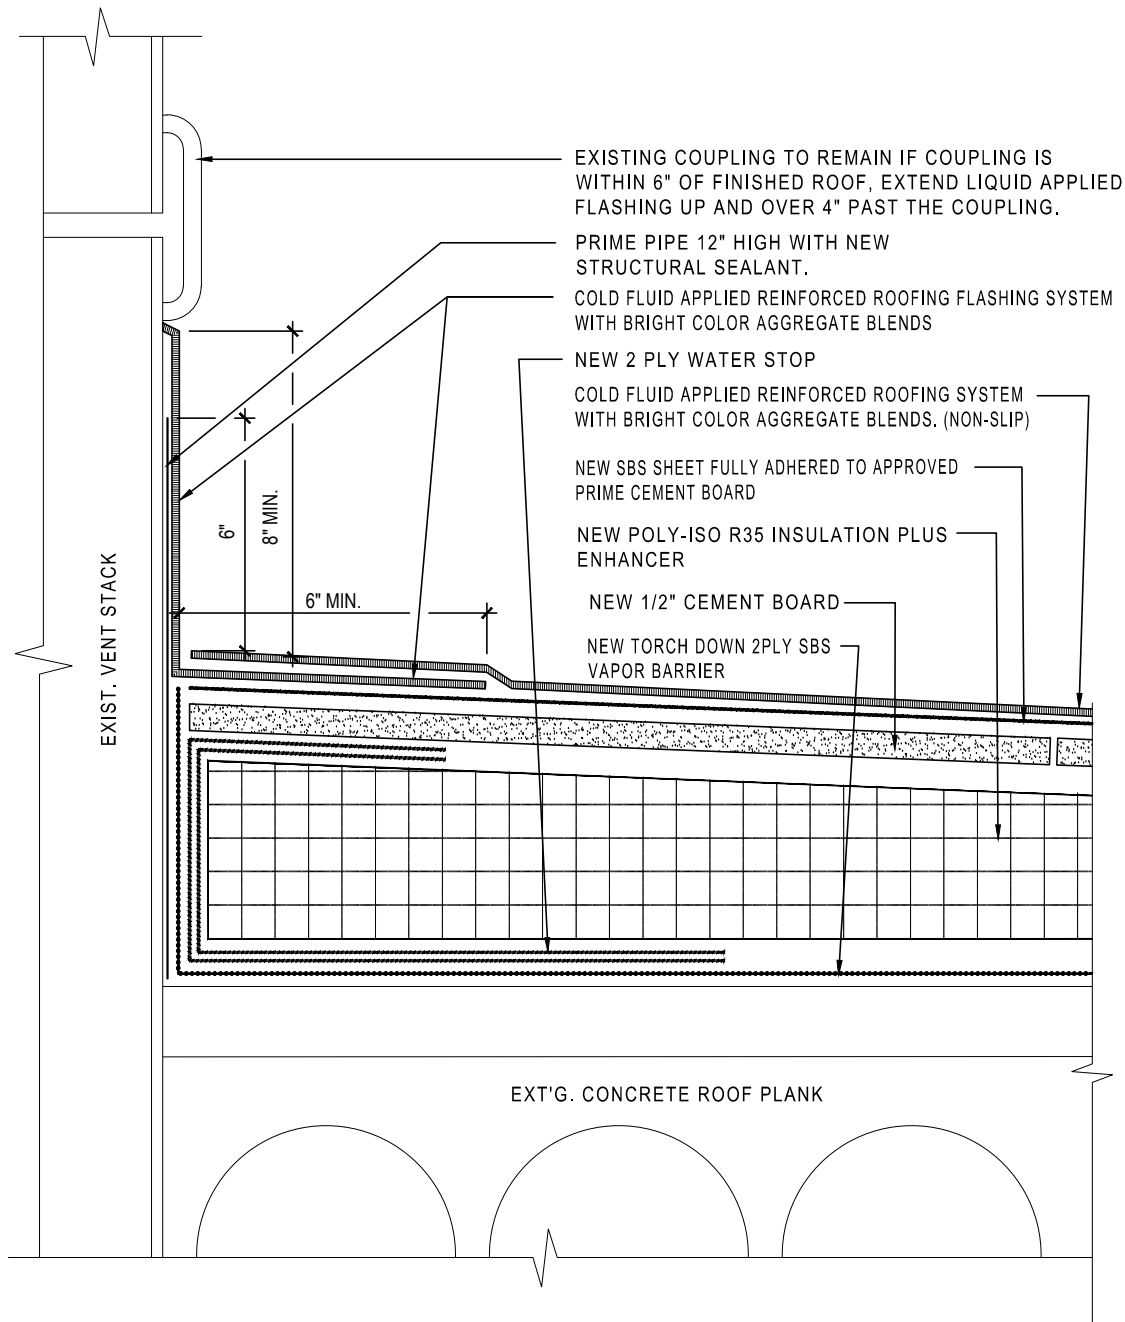 EXISTING COUPLING TO REMAIN IF COUPLING IS
WITHIN 6" OF FINISHED ROOF, EXTEND LIQUID APPLIED
FLASHING UP AND OVER 4" PAST THE COUPLING.
PRIME PIPE 12" HIGH WITH NEW
STRUCTURAL SEALANT.
COLD FLUID APPLIED REINFORCED ROOFING FLASHING SYSTEM
WITH BRIGHT COLOR AGGREGATE BLENDS
NEW 2 PLY WATER STOP
COLD FLUID APPLIED REINFORCED ROOFING SYSTEM
WITH BRIGHT COLOR AGGREGATE BLENDS. (NON-SLIP)
NEW SBS SHEET FULLY ADHERED TO APPROVED
PRIME CEMENT BOARD
NEW POLY-ISO R35 INSULATION PLUS
ENHANCER
NEW 1/2" CEMENT BOARD
NEW TORCH DOWN 2PLY SBS
VAPOR BARRIER
6"
8" MIN.
6" MIN.
EXIST. VENT STACK
EXT'G. CONCRETE ROOF PLANK